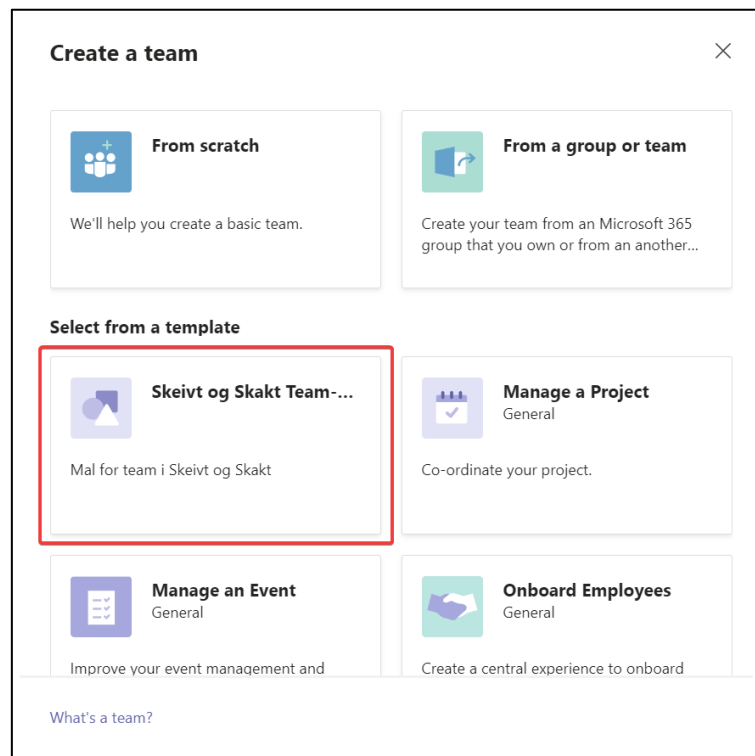 Create a team
From scratch
We'll help you create a basic team.
From a group or team
Create your team from an Microsoft 365
group that you own or from an another...
Select from a template
Skeivt og Skakt Team-...
Mal for team i Skeivt og Skakt
Manage a Project
General
Co-ordinate your project.
Manage an Event
General
Improve your event management and
Onboard Employees
General
Create a central experience to onboard
What's a team?